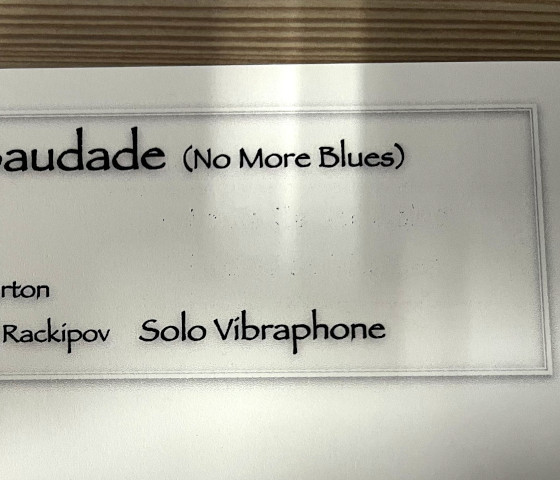 audade (No More Blues)
rton
Rackipov Solo Vibraphone